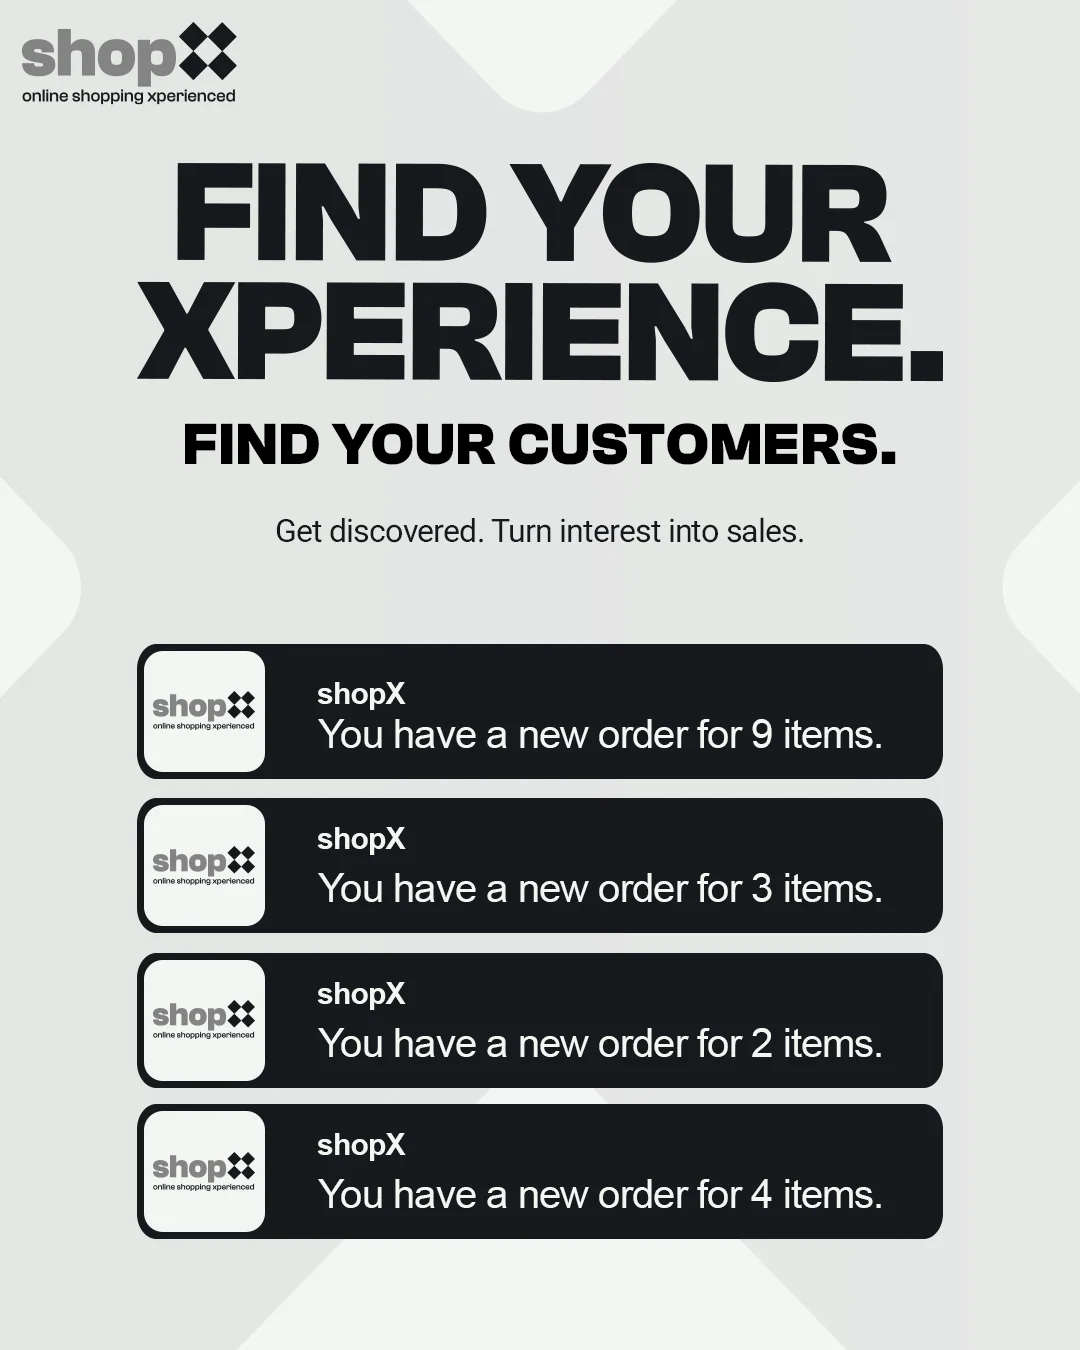 shop
online shopping xperienced
FIND YOUR
XPERIENCE.
FIND YOUR CUSTOMERS.
Get discovered. Turn interest into sales.
shop
online shopping xperienced
shopX
You have a new order for 9 items.
shop
online shopping xperienced
shopX
You have a new order for 3 items.
shop
online shopping xperienced
shopX
You have a new order for 2 items.
shop
online shopping xperienced
shopX
You have a new order for 4 items.